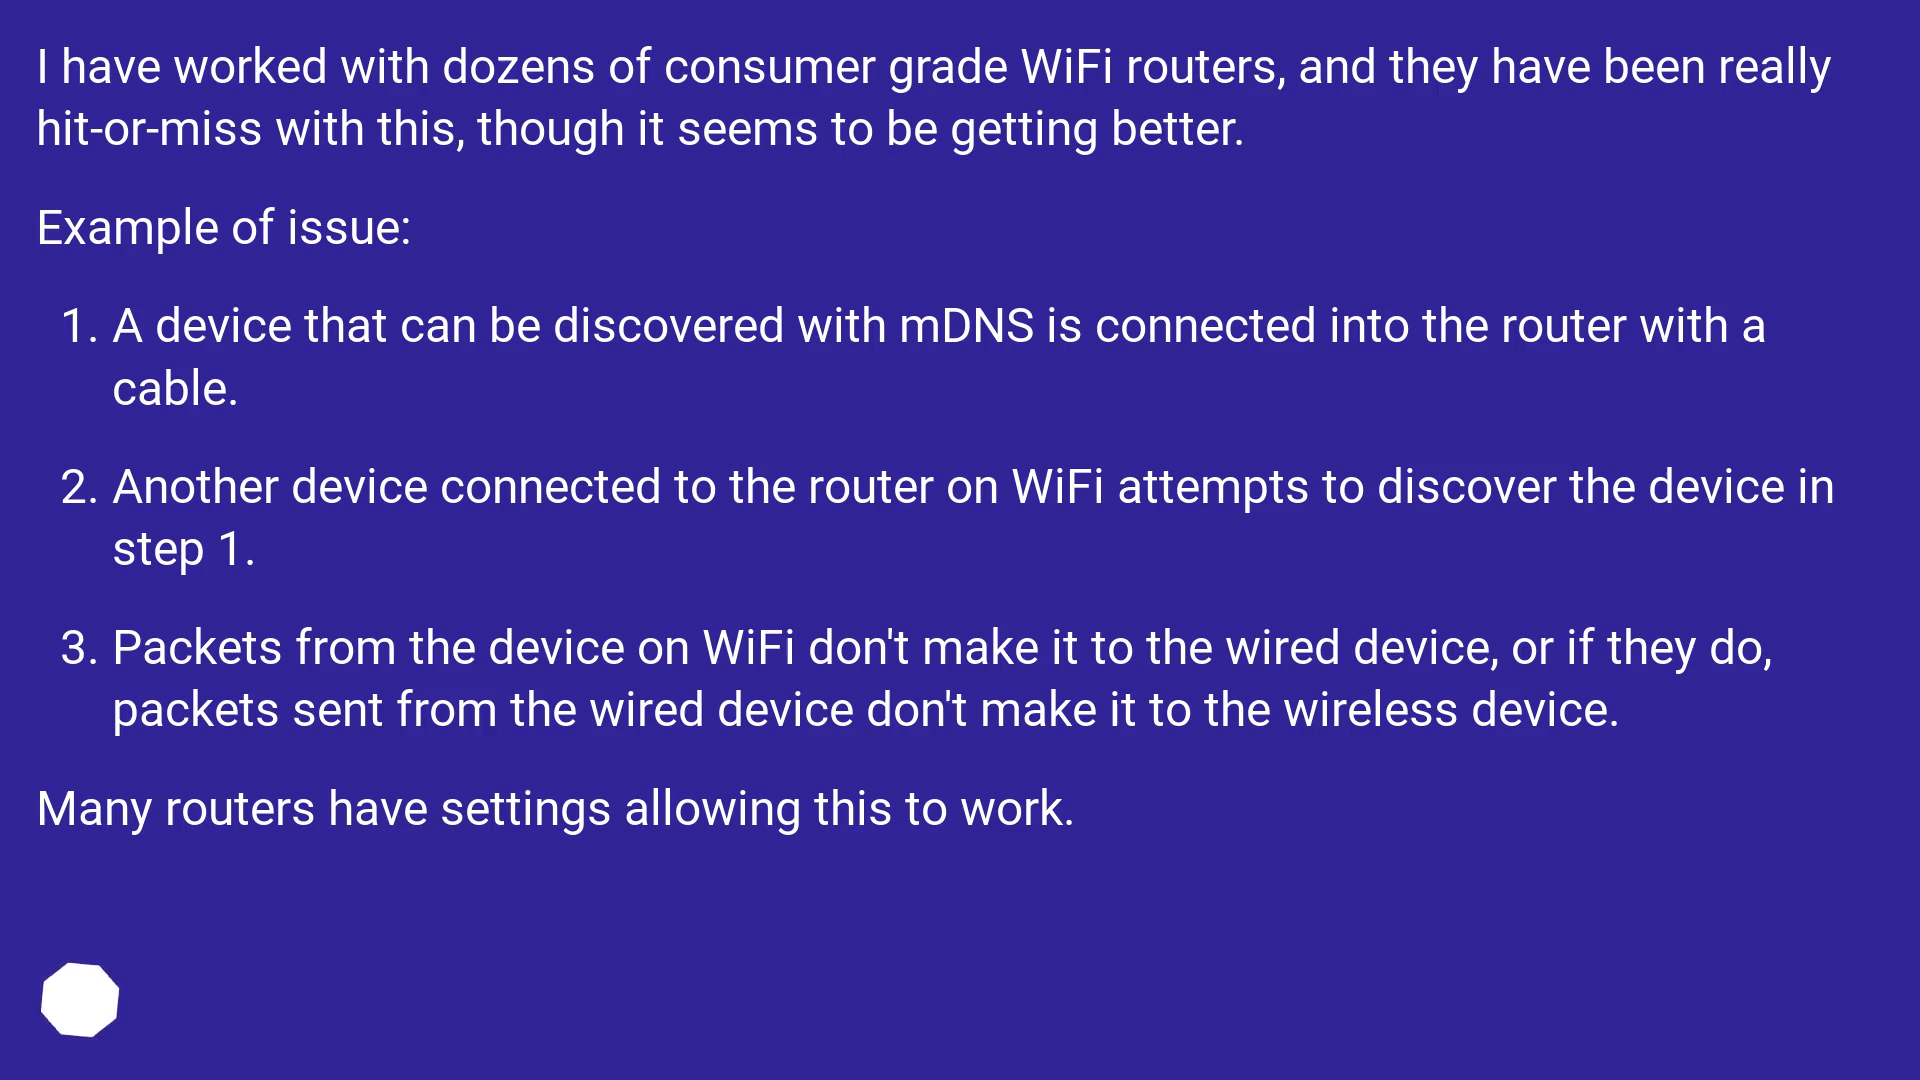 I have worked with dozens of consumer grade WiFi routers, and they have been really
hit-or-miss with this, though it seems to be getting better.
Example of issue:
1. A device that can be discovered with mDNS is connected into the router with a
cable.
2. Another device connected to the router on WiFi attempts to discover the device in
step 1.
3. Packets from the device on WiFi don't make it to the wired device, or if they do,
packets sent from the wired device don't make it to the wireless device.
Many routers have settings allowing this to work.